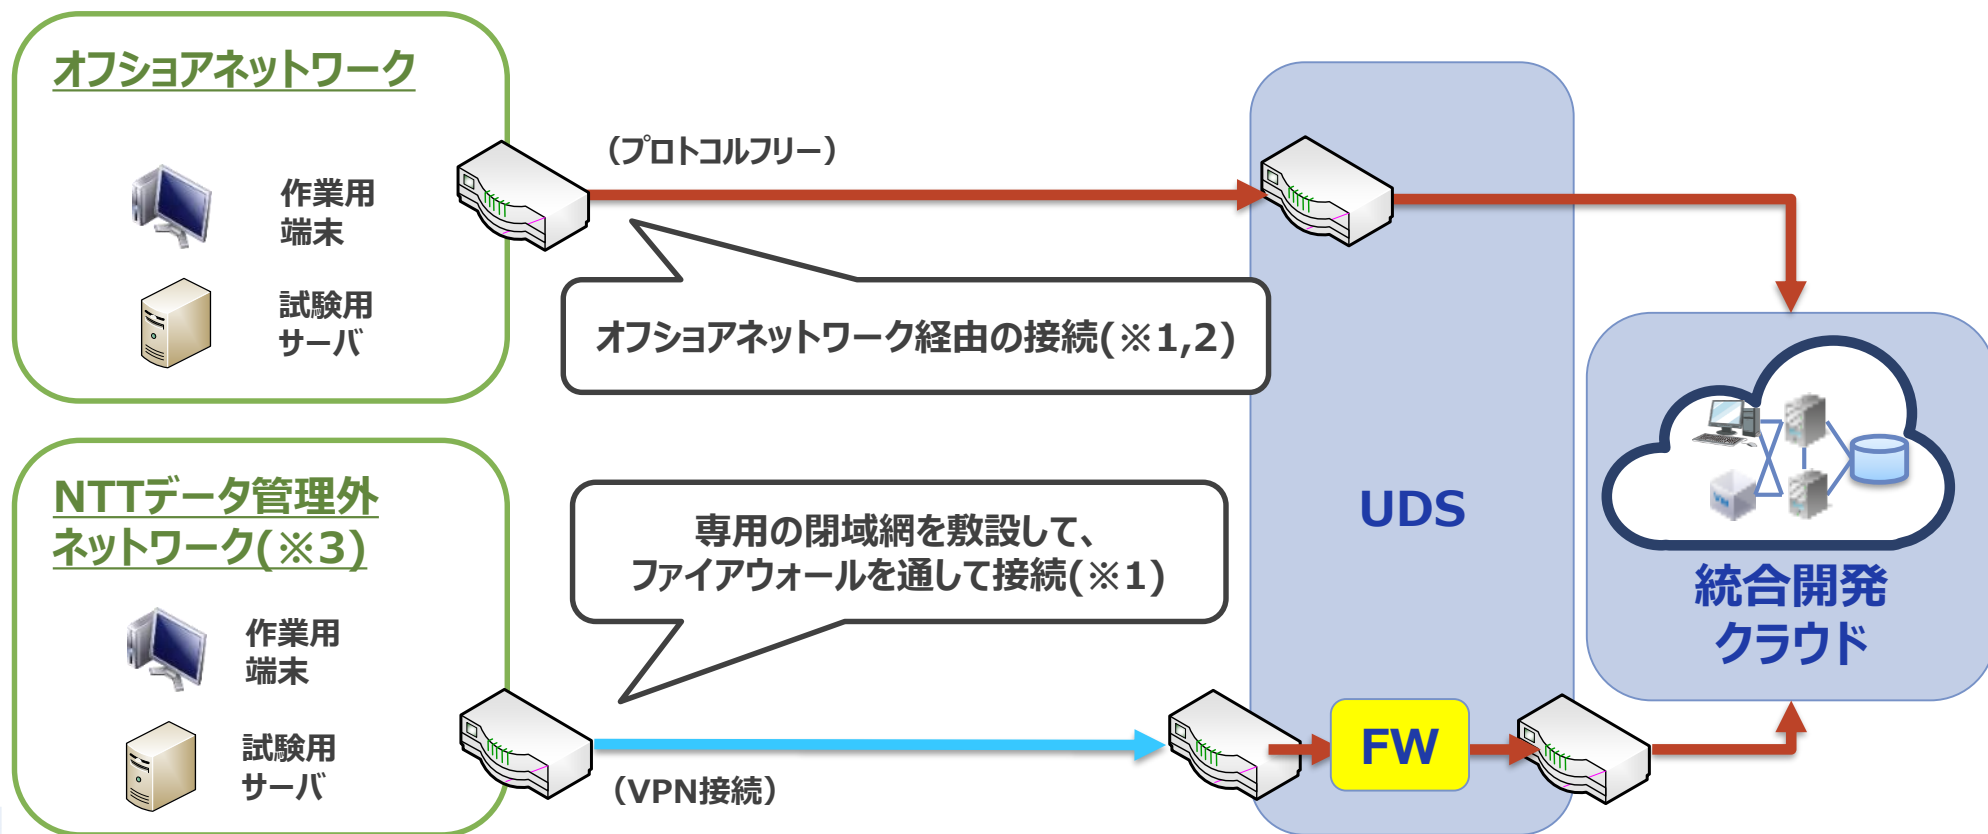 オフショアネットワーク
作業用
端末
試験用
サーバ
（プロトコルフリー）
オフショアネットワーク経由の接続(※1,2)
NTTデータ管理外
ネットワーク(※3)
作業用
端末
試験用
サーバ
専用の閉域網を敷設して、
ファイアウォールを通して接続(※1)
（VPN接続）
UDS
FW
VM
統合開発
クラウド